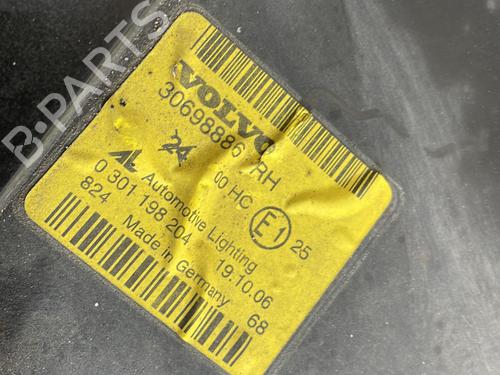 VOLVO
30698886 RH
24
00 HC
E1 25
AL Automotive Lighting
0 301 198 204 19.10.06
824 Made in Germany 68
B-PARTS